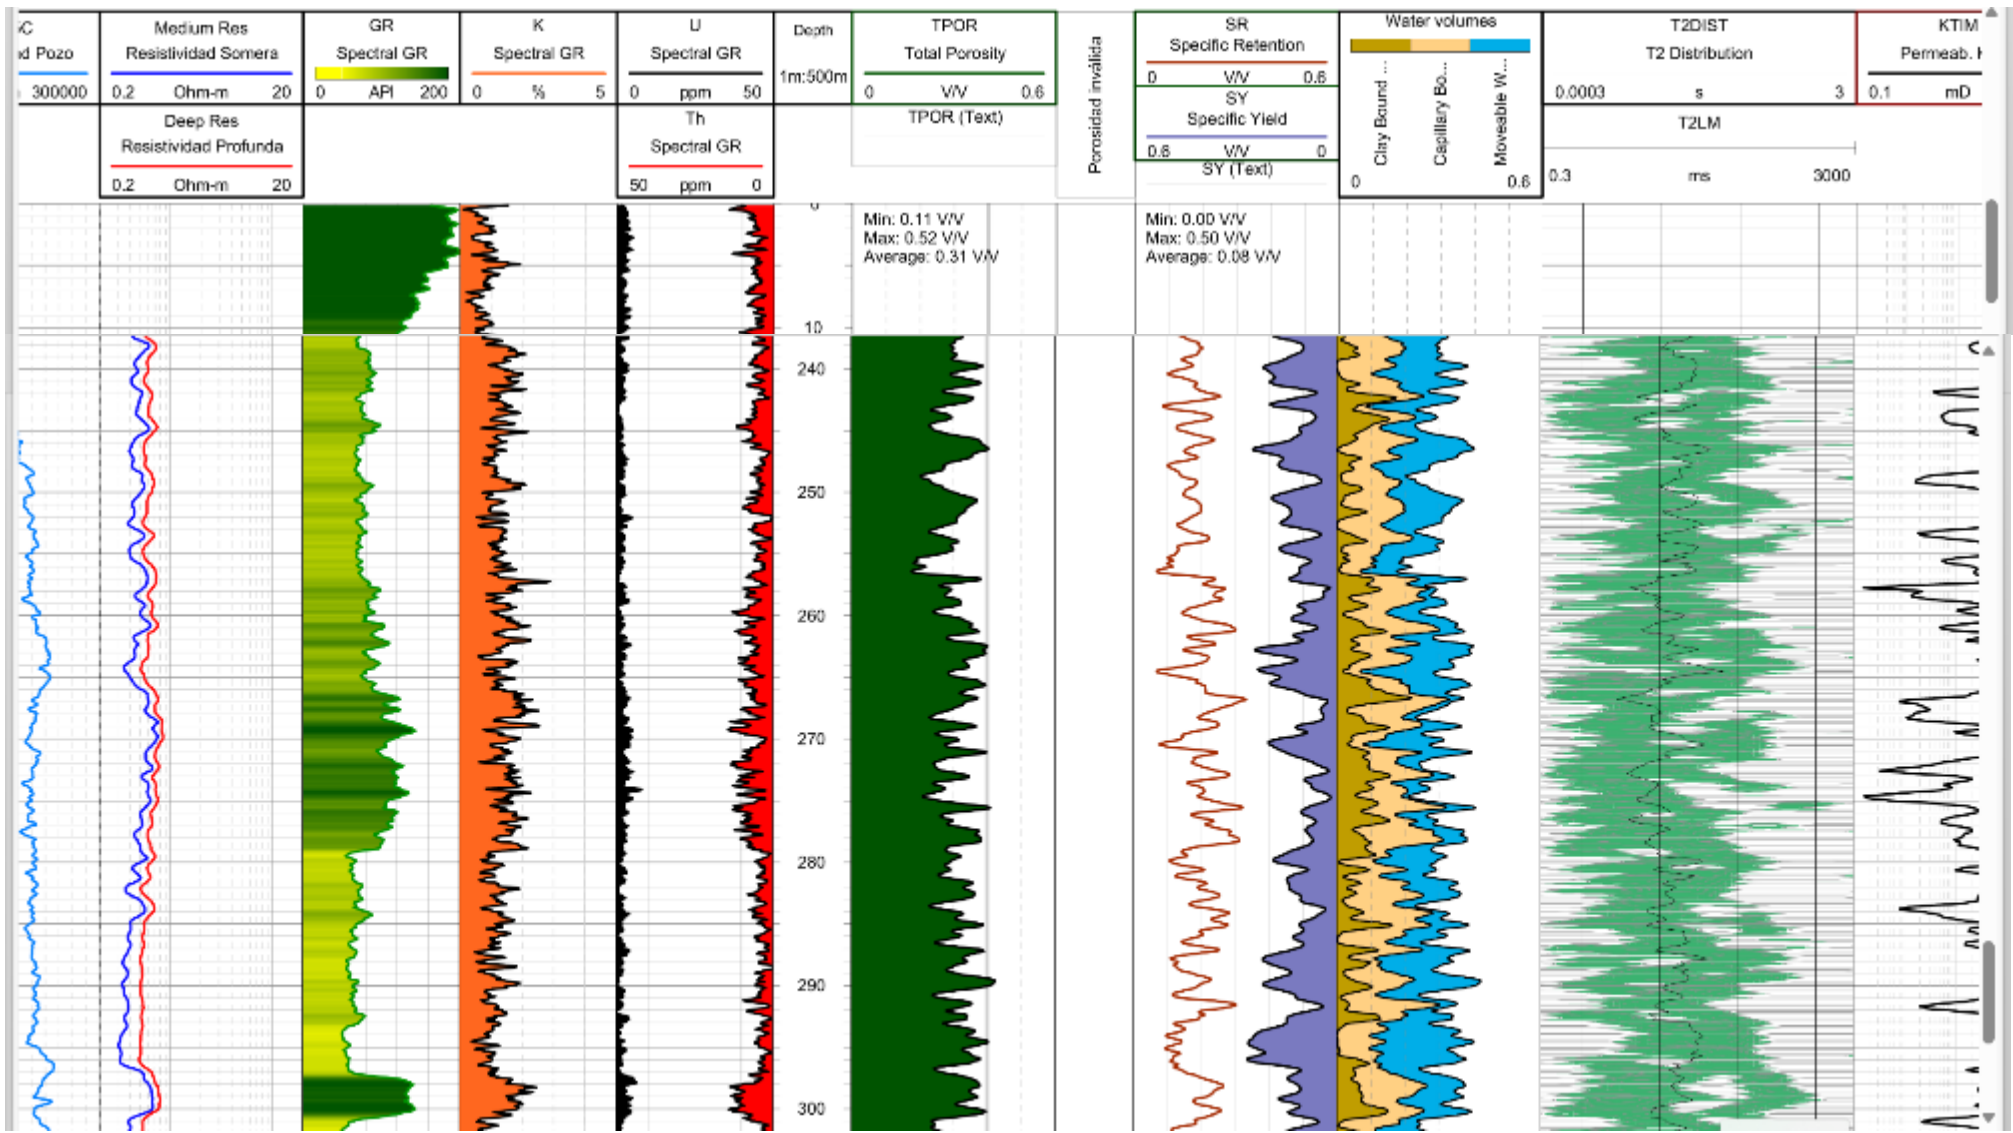 Medium Res
Resistividad Somera
0.2 Ohm-m 20
Deep Res
Resistividad Profunda
0.2 Ohm-m 20
300000
GR
Spectral GR
0 API 200
K
Spectral GR
0 % 5
U
Spectral GR
0 ppm 50
Th
Spectral GR
50 ppm 0
Depth
1m:500m
TPOR
Total Porosity
0 V/V 0.6
TPOR (Text)
Porosidad inválida
SR
Specific Retention
0 V/V 0.6
SY
Specific Yield
0.6 V/V 0
SY (Text)
Water volumes
Clay Bound ...
Capillary Bo...
Moveable W...
0 0.6
T2DIST
T2 Distribution
0.0003 s 3
T2LM
0.3 ms 3000
KTIM
Permeab.
0.1 mD
Min: 0.11 V/V
Max: 0.52 V/V
Average: 0.31 V/V
Min: 0.00 V/V
Max: 0.50 V/V
Average: 0.08 V/V
10
240
250
260
270
280
290
300